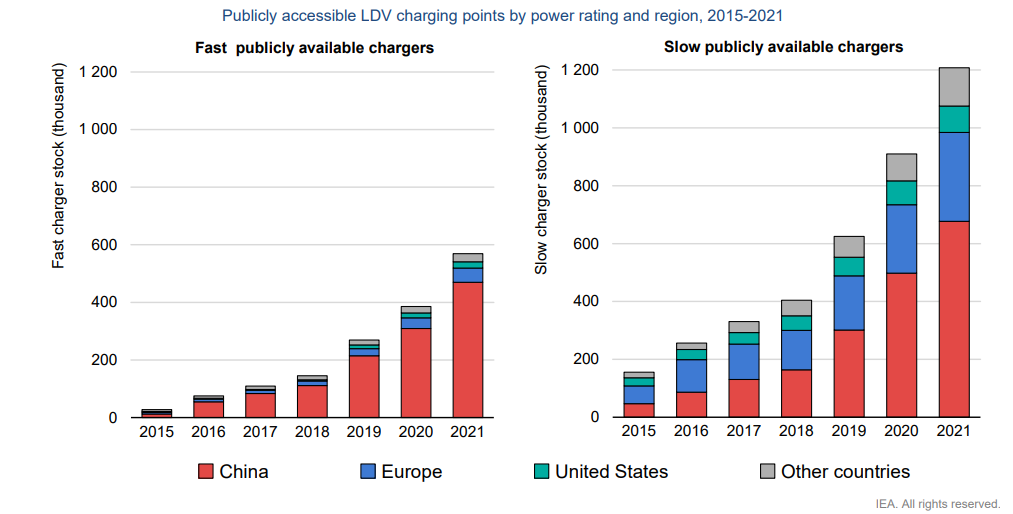 Publicly accessible LDV charging points by power rating and region, 2015-2021
Fast publicly available chargers
Fast charger stock (thousand)
1 200
1 000
800
600
400
200
0
2015 2016 2017 2018 2019 2020 2021
Slow publicly available chargers
Slow charger stock (thousand)
1 200
1 000
800
600
400
200
0
2015 2016 2017 2018 2019 2020 2021
China Europe United States Other countries
IEA. All rights reserved.